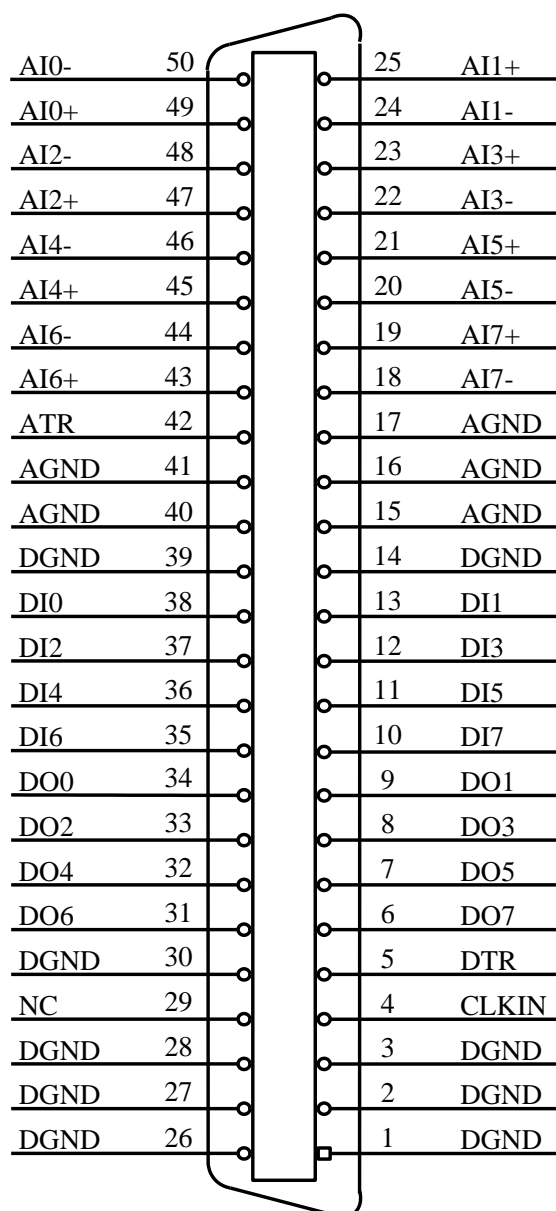 AI0- 50 25 AI1+
AI0+ 49 24 AI1-
AI2- 48 23 AI3+
AI2+ 47 22 AI3-
AI4- 46 21 AI5+
AI4+ 45 20 AI5-
AI6- 44 19 AI7+
AI6+ 43 18 AI7-
ATR 42 17 AGND
AGND 41 16 AGND
AGND 40 15 AGND
DGND 39 14 DGND
DI0 38 13 DI1
DI2 37 12 DI3
DI4 36 11 DI5
DI6 35 10 DI7
DO0 34 9 DO1
DO2 33 8 DO3
DO4 32 7 DO5
DO6 31 6 DO7
DGND 30 5 DTR
NC 29 4 CLKIN
DGND 28 3 DGND
DGND 27 2 DGND
DGND 26 1 DGND